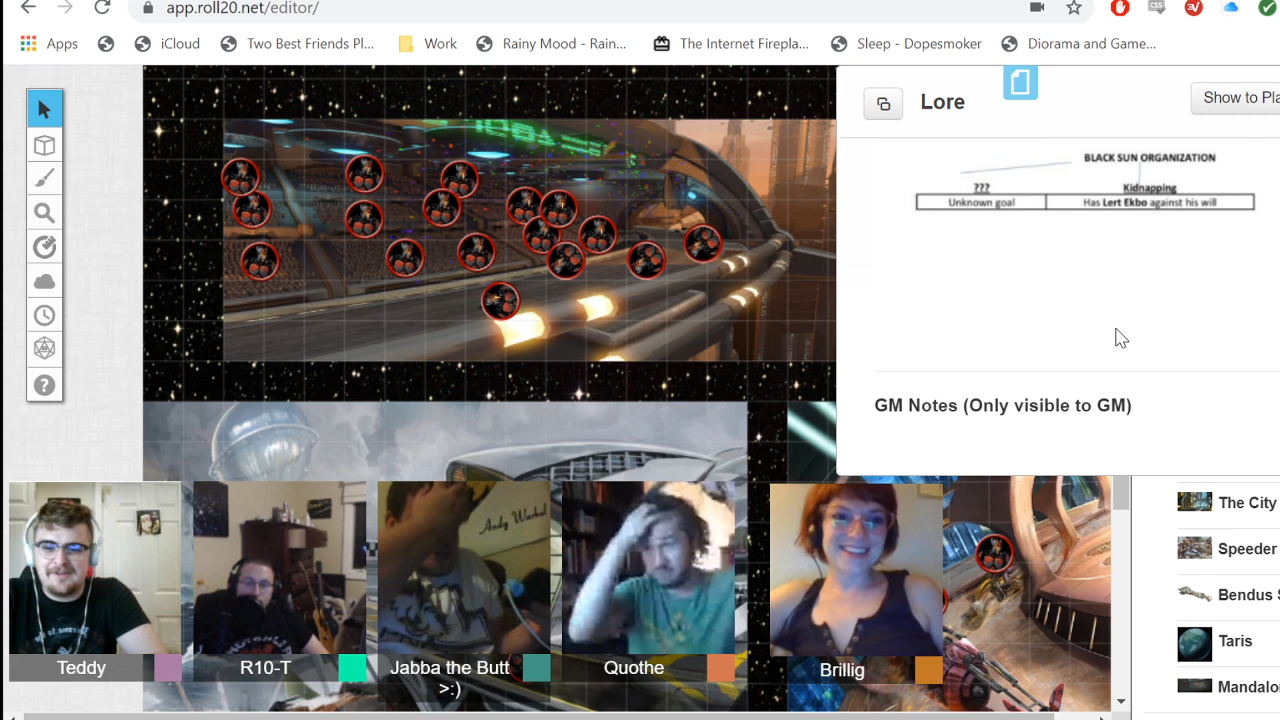 app.roll20.net/editor/
CSS
Apps
iCloud
Two Best Friends Pl...
Work
Rainy Mood - Rain...
The Internet Firepla...
Sleep - Dopesmoker
Diorama and Game...
Lore
Show to Pla
BLACK SUN ORGANIZATION
??? Kidnapping
Unknown goal Has Lert Ekbo against his will
GM Notes (Only visible to GM)
Andy Warhol
The City
Speeder
Bendus S
Taris
Mandalo
Teddy
R10-T
Jabba the Butt
>:)
Quothe
Brillig